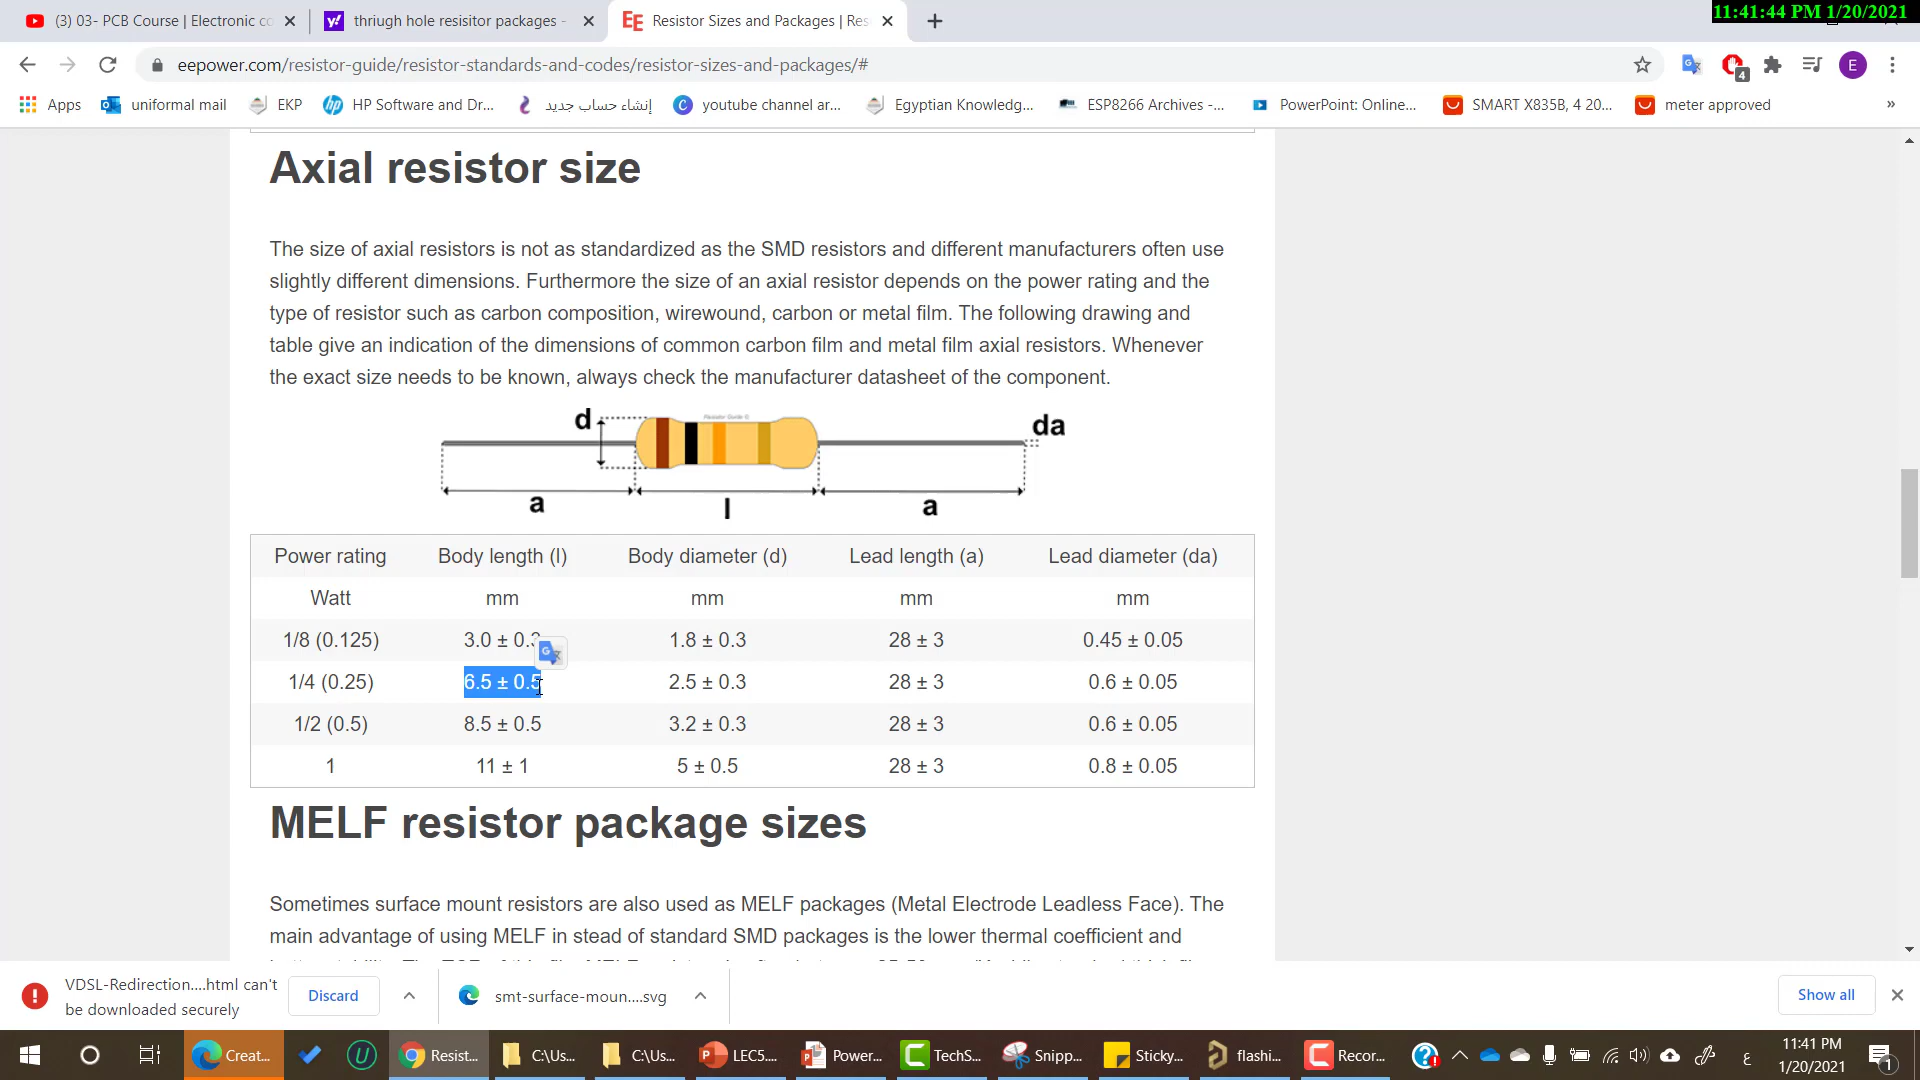 11:41:44 PM 1/20/2021
(3) 03- PCB Course | Electronic co
thriugh hole resisitor packages -
Resistor Sizes and Packages | Res
eepower.com/resistor-guide/resistor-standards-and-codes/resistor-sizes-and-packages/#
4
E
Apps
uniformal mail
EKP
HP Software and Dr...
إنشاء حساب جديد
youtube channel ar...
Egyptian Knowledg...
ESP8266 Archives -...
PowerPoint: Online...
SMART X835B, 4 20...
meter approved
»
Axial resistor size
The size of axial resistors is not as standardized as the SMD resistors and different manufacturers often use
slightly different dimensions. Furthermore the size of an axial resistor depends on the power rating and the
type of resistor such as carbon composition, wirewound, carbon or metal film. The following drawing and
table give an indication of the dimensions of common carbon film and metal film axial resistors. Whenever
the exact size needs to be known, always check the manufacturer datasheet of the component.
Resistor Guide ©
d
da
a
l
a
Power rating Body length (l) Body diameter (d) Lead length (a) Lead diameter (da)
Watt mm mm mm mm
1/8 (0.125) 3.0 ± 0.3 1.8 ± 0.3 28 ± 3 0.45 ± 0.05
1/4 (0.25) 6.5 ± 0.5 2.5 ± 0.3 28 ± 3 0.6 ± 0.05
1/2 (0.5) 8.5 ± 0.5 3.2 ± 0.3 28 ± 3 0.6 ± 0.05
1 11 ± 1 5 ± 0.5 28 ± 3 0.8 ± 0.05
MELF resistor package sizes
Sometimes surface mount resistors are also used as MELF packages (Metal Electrode Leadless Face). The
main advantage of using MELF in stead of standard SMD packages is the lower thermal coefficient and
VDSL-Redirection....html can't
be downloaded securely
Discard
smt-surface-moun....svg
Show all
Creat...
Resist...
C:\Us...
C:\Us...
LEC5....
Power...
TechS...
Snipp...
Sticky...
flashi...
Recor...
ع
11:41 PM
1/20/2021
1